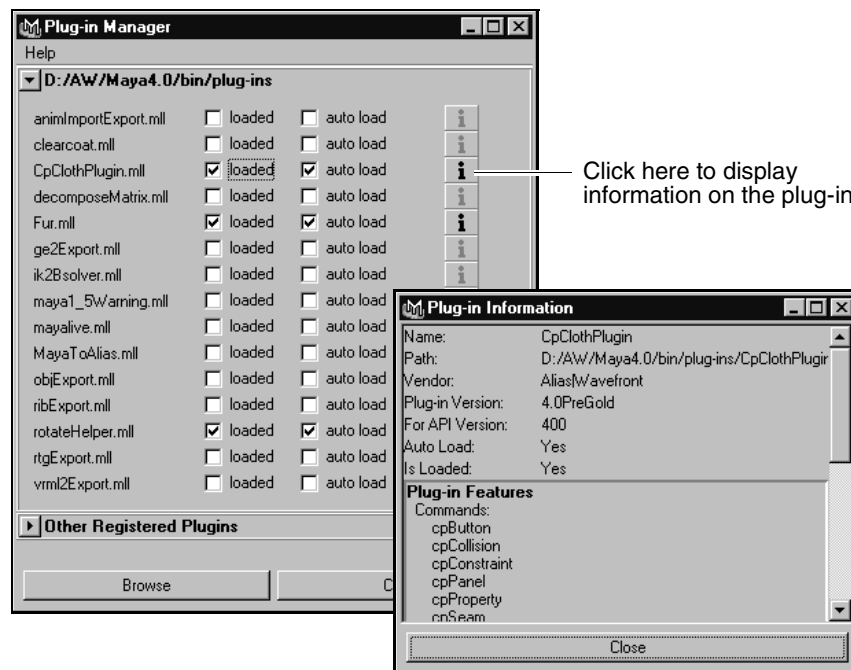 Plug-in Manager
Help
D:/AW/Maya4.0/bin/plug-ins
animImportExport.mll loaded auto load i
clearcoat.mll loaded auto load i
CpClothPlugin.mll loaded auto load i
Click here to display
information on the plug-in
decomposeMatrix.mll loaded auto load i
Fur.mll loaded auto load i
ge2Export.mll loaded auto load i
ik2Bsolver.mll loaded auto load i
maya1_5Warning.mll loaded auto load
mayalive.mll loaded auto load
MayaToAlias.mll loaded auto load
objExport.mll loaded auto load
ribExport.mll loaded auto load
rotateHelper.mll loaded auto load
rtgExport.mll loaded auto load
vrml2Export.mll loaded auto load
Other Registered Plugins
Browse C
Plug-in Information
Name: CpClothPlugin
Path: D:/AW/Maya4.0/bin/plug-ins/CpClothPlugin
Vendor: Alias|Wavefront
Plug-in Version: 4.0PreGold
For API Version: 400
Auto Load: Yes
Is Loaded: Yes
Plug-in Features
Commands:
cpButton
cpCollision
cpConstraint
cpPanel
cpProperty
cpSeam
Close